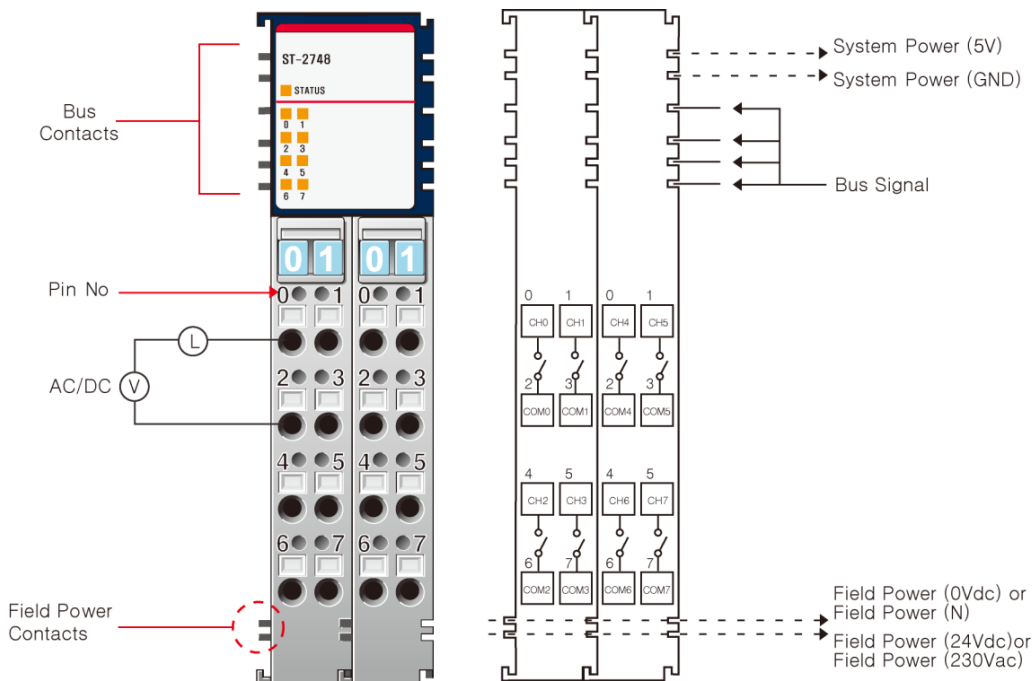 ST-2748
STATUS
0 1
2 3
4 5
6 7
Bus
Contacts
01 01
Pin No
0 1 0 1
L
AC/DC
V
2 3 2 3
4 5 4 5
6 7 6 7
Field Power
Contacts
System Power (5V)
System Power (GND)
Bus Signal
0 1 0 1
CH0 CH1 CH4 CH5
2 3 2 3
COM0 COM1 COM4 COM5
4 5 4 5
CH2 CH3 CH6 CH7
6 7 6 7
COM2 COM3 COM6 COM7
Field Power (0Vdc) or
Field Power (N)
Field Power (24Vdc)or
Field Power (230Vac)